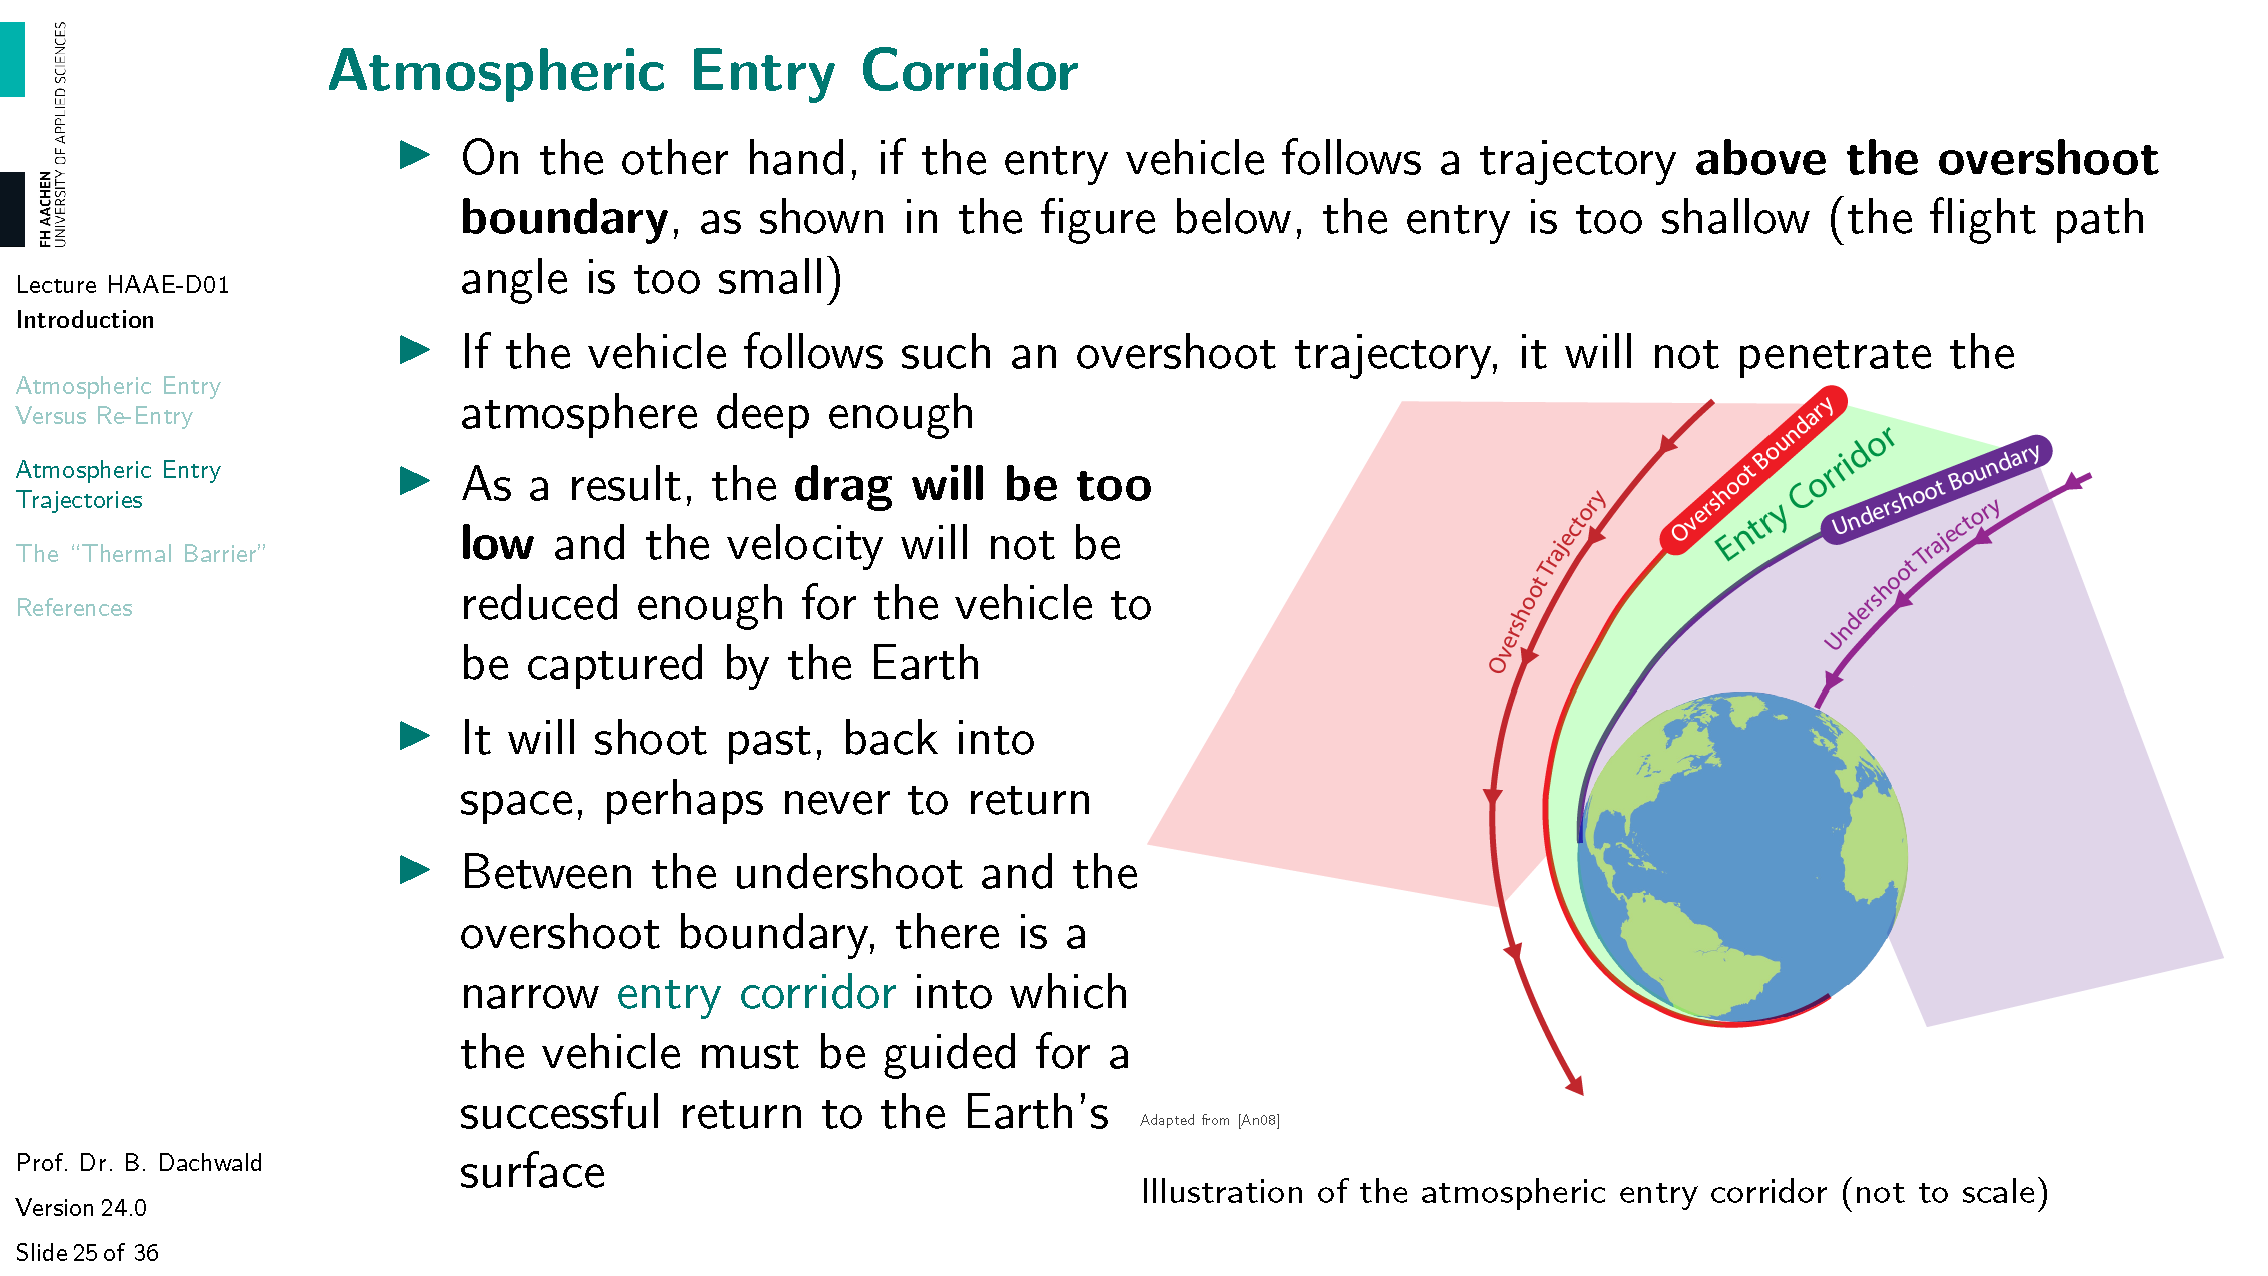 FH AACHEN
UNIVERSITY OF APPLIED SCIENCES
Lecture HAAE-D01
Introduction
Atmospheric Entry
Versus Re-Entry
Atmospheric Entry
Trajectories
The “Thermal Barrier”
References
Prof. Dr. B. Dachwald
Version 24.0
Slide 25 of 36
Atmospheric Entry Corridor
▶ On the other hand, if the entry vehicle follows a trajectory above the overshoot
boundary, as shown in the figure below, the entry is too shallow (the flight path
angle is too small)
▶ If the vehicle follows such an overshoot trajectory, it will not penetrate the
atmosphere deep enough
▶ As a result, the drag will be too
low and the velocity will not be
reduced enough for the vehicle to
be captured by the Earth
▶ It will shoot past, back into
space, perhaps never to return
▶ Between the undershoot and the
overshoot boundary, there is a
narrow entry corridor into which
the vehicle must be guided for a
successful return to the Earth’s
surface
Overshoot Trajectory
Overshoot Boundary
Entry Corridor
Undershoot Boundary
Undershoot Trajectory
Adapted from [An08]
Illustration of the atmospheric entry corridor (not to scale)